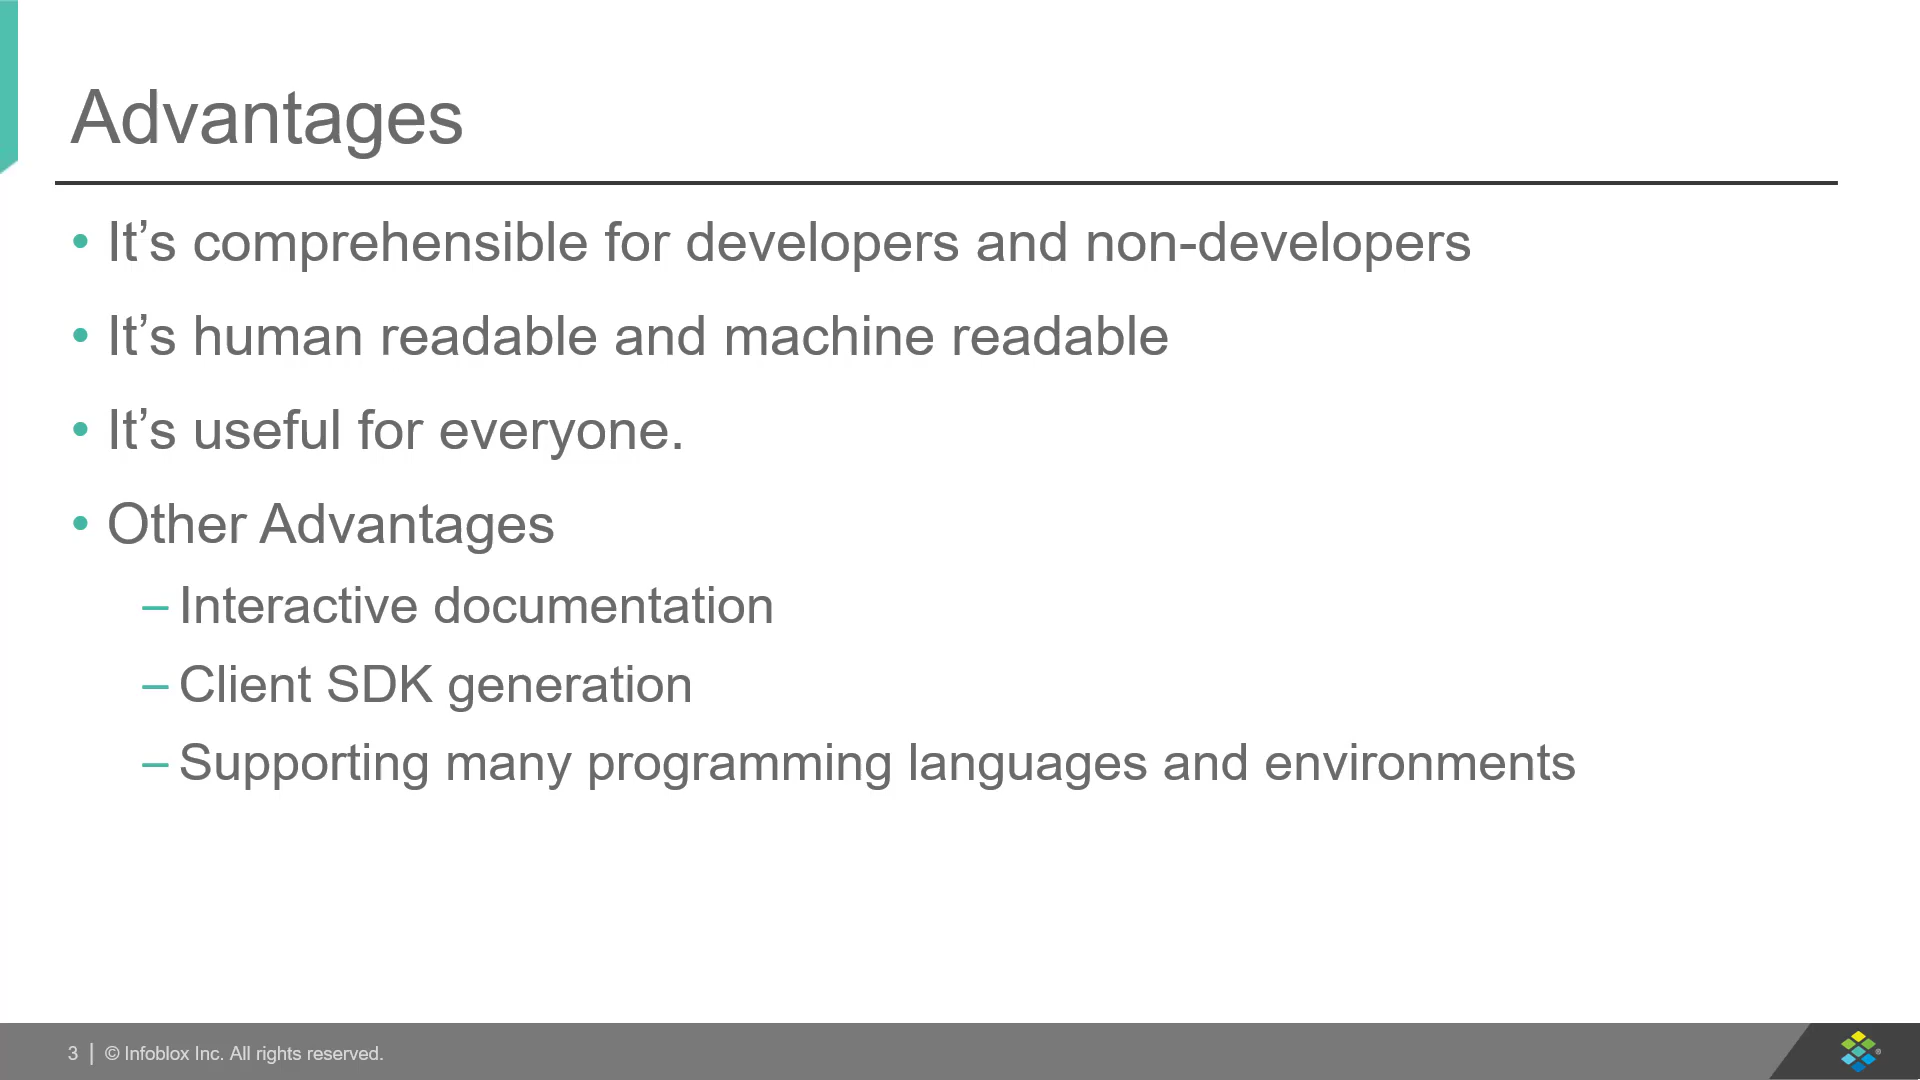 Advantages
• It’s comprehensible for developers and non-developers
• It’s human readable and machine readable
• It’s useful for everyone.
• Other Advantages
– Interactive documentation
– Client SDK generation
– Supporting many programming languages and environments
3 | © Infoblox Inc. All rights reserved.
®